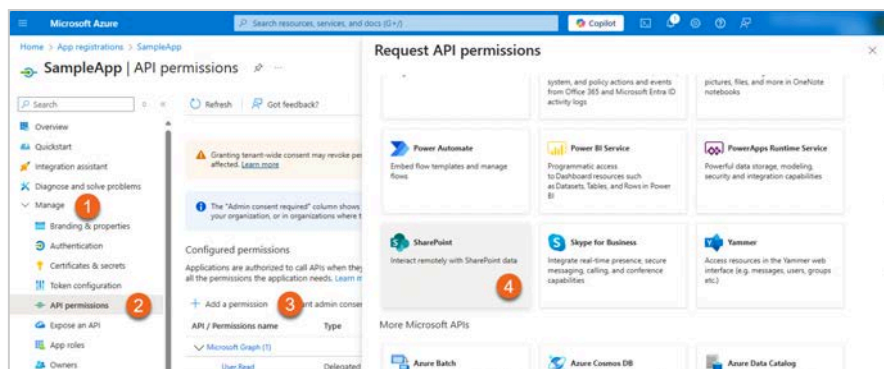 Microsoft Azure
Search resources, services, and docs (G+/)
Copilot
1
Home > App registrations > SampleApp
SampleApp | API permissions
Search
Overview
Quickstart
Integration assistant
Diagnose and solve problems
Manage
1
Branding & properties
Authentication
Certificates & secrets
Token configuration
API permissions
2
Expose an API
App roles
Owners
Refresh
Got feedback?
Granting tenant-wide consent may revoke per
affected. Learn more
The "Admin consent required" column shows
your organization, or in organizations where t
Configured permissions
Applications are authorized to call APIs when they
all the permissions the application needs. Learn m
Add a permission
3
ant admin conser
API / Permissions name
Type
Microsoft Graph (1)
User.Read
Delegated
Request API permissions
system, and policy actions and events
from Office 365 and Microsoft Entra ID
activity logs
pictures, files, and more in OneNote
notebooks
Power Automate
Embed flow templates and manage
flows
Power BI Service
Programmatic access
to Dashboard resources such
as Datasets, Tables, and Rows in Power
BI
PowerApps Runtime Service
Powerful data storage, modeling,
security and integration capabilities
SharePoint
Interact remotely with SharePoint data
4
Skype for Business
Integrate real-time presence, secure
messaging, calling, and conference
capabilities
Yammer
Access resources in the Yammer web
interface (e.g. messages, users, groups
etc.)
More Microsoft APIs
Azure Batch
Azure Cosmos DB
Azure Data Catalog